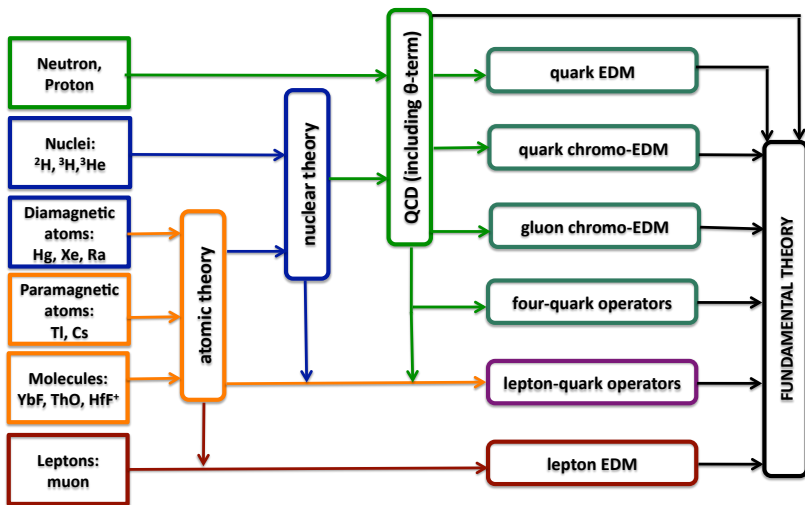 Neutron,
Proton
Nuclei:
²H, ³H,³He
Diamagnetic
atoms:
Hg, Xe, Ra
Paramagnetic
atoms:
Tl, Cs
Molecules:
YbF, ThO, HfF⁺
Leptons:
muon
atomic theory
nuclear theory
QCD (including θ-term)
quark EDM
quark chromo-EDM
gluon chromo-EDM
four-quark operators
lepton-quark operators
lepton EDM
FUNDAMENTAL THEORY